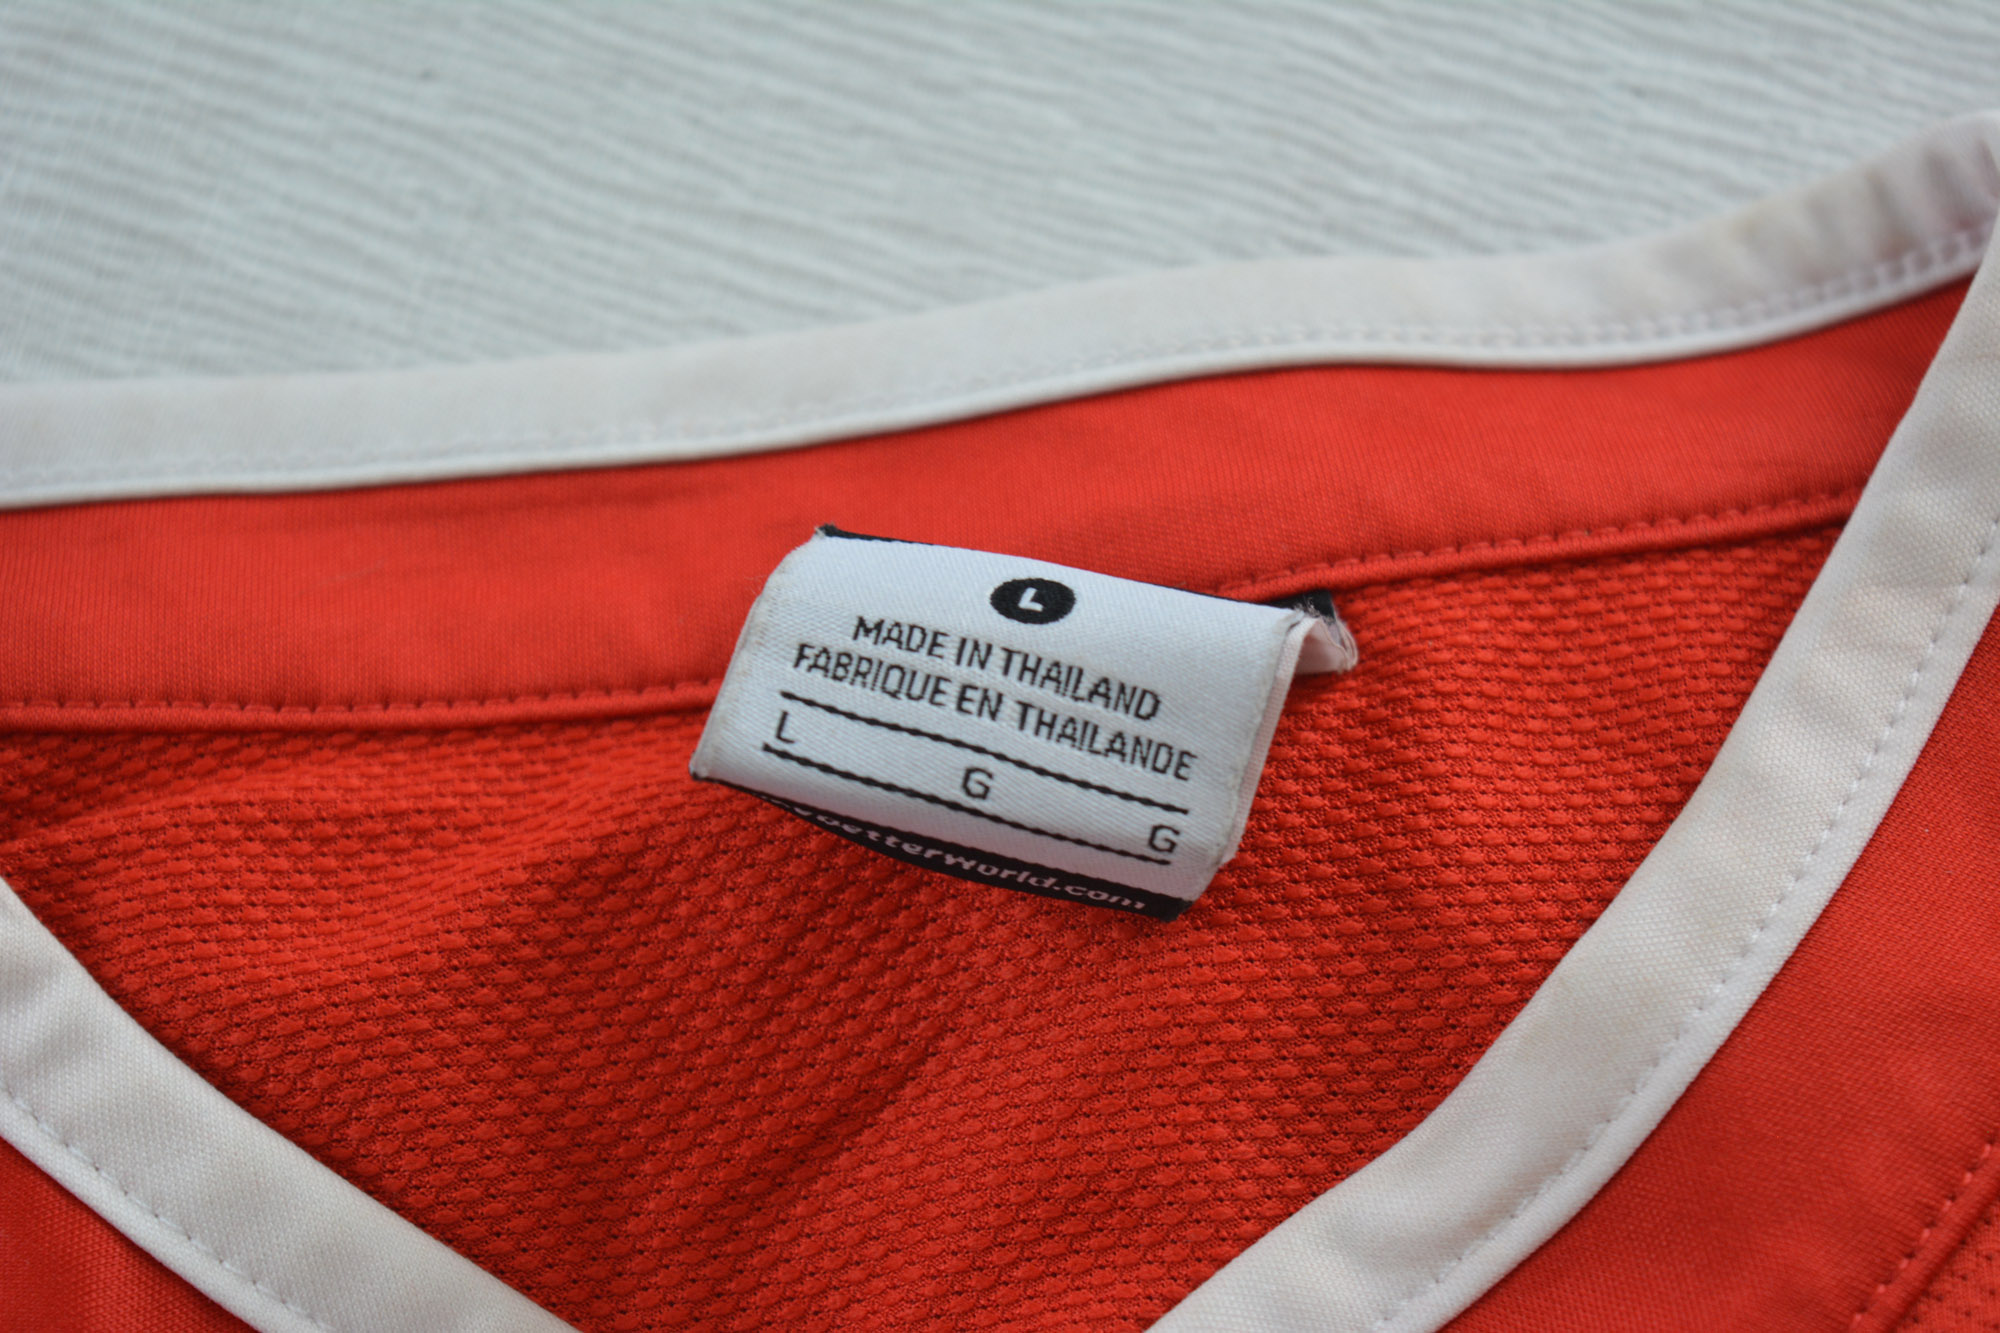 L
MADE IN THAILAND
FABRIQUE EN THAILANDE
L G G